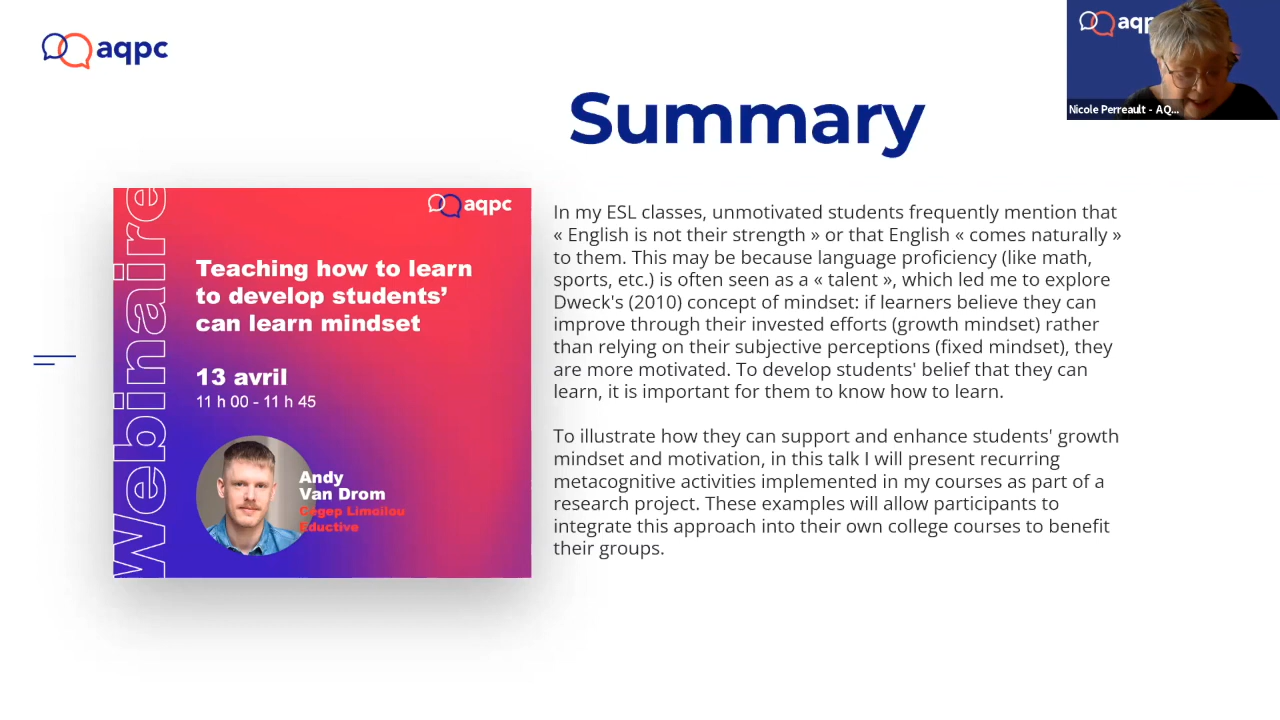 aqpc
Summary
aqp
Nicole Perreault - AQ...
Webinaire
aqpc
Teaching how to learn
to develop students'
can learn mindset
13 avril
11 h 00 - 11 h 45
Andy
Van Drom
Cégep Limoilou
Eductive
In my ESL classes, unmotivated students frequently mention that
« English is not their strength » or that English « comes naturally »
to them. This may be because language proficiency (like math,
sports, etc.) is often seen as a « talent », which led me to explore
Dweck's (2010) concept of mindset: if learners believe they can
improve through their invested efforts (growth mindset) rather
than relying on their subjective perceptions (fixed mindset), they
are more motivated. To develop students' belief that they can
learn, it is important for them to know how to learn.
To illustrate how they can support and enhance students' growth
mindset and motivation, in this talk I will present recurring
metacognitive activities implemented in my courses as part of a
research project. These examples will allow participants to
integrate this approach into their own college courses to benefit
their groups.